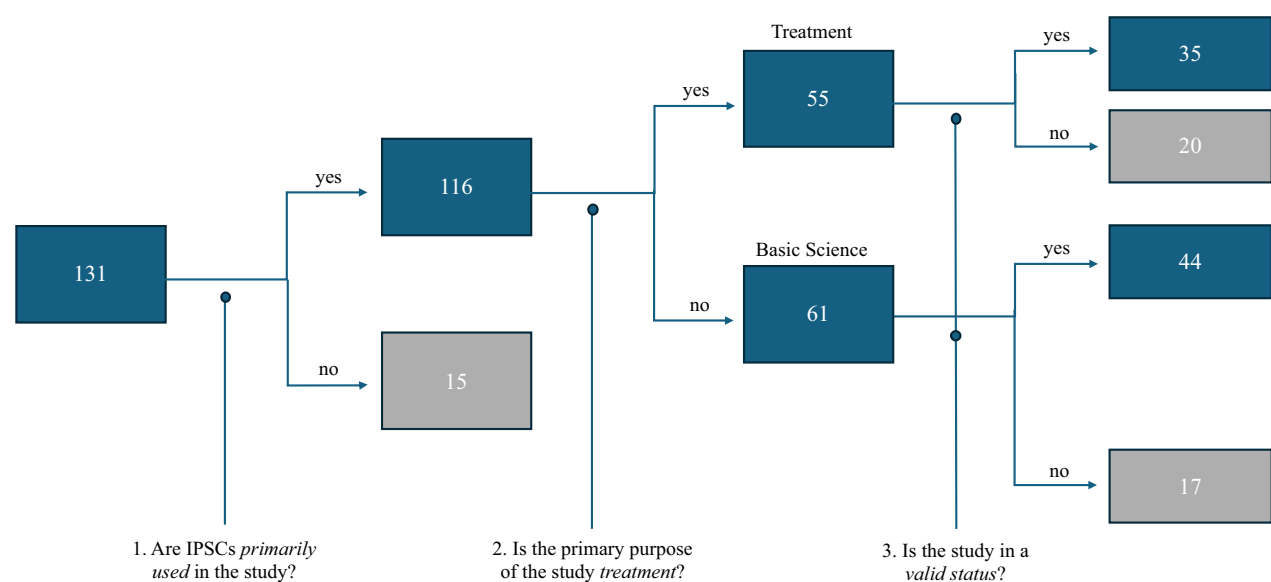 Treatment
yes
35
yes
55
no
20
yes
116
131
Basic Science
yes
44
no
61
no
15
no
17
1. Are IPSCs primarily
used in the study?
2. Is the primary purpose
of the study treatment?
3. Is the study in a
valid status?